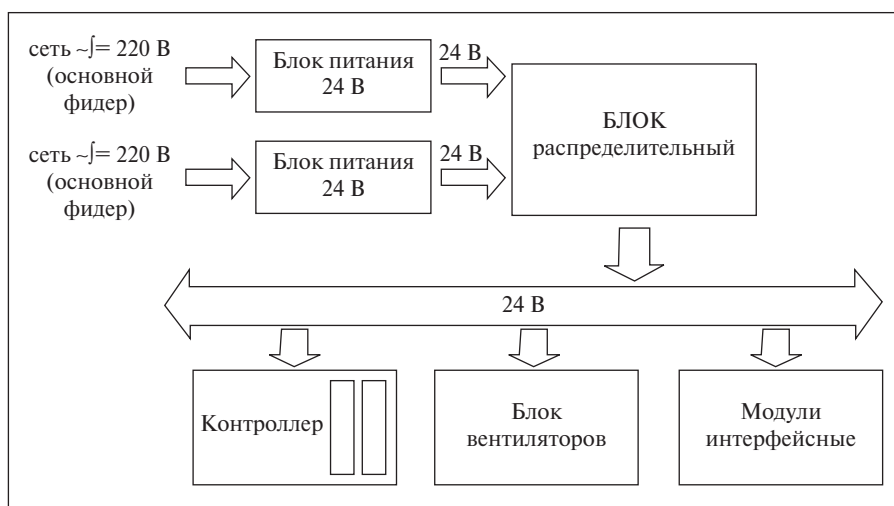 сеть ~∫= 220 В
(основной
фидер)
Блок питания
24 В
24 В
БЛОК
распределительный
сеть ~∫= 220 В
(основной
фидер)
Блок питания
24 В
24 В
24 В
Контроллер
Блок
вентиляторов
Модули
интерфейсные